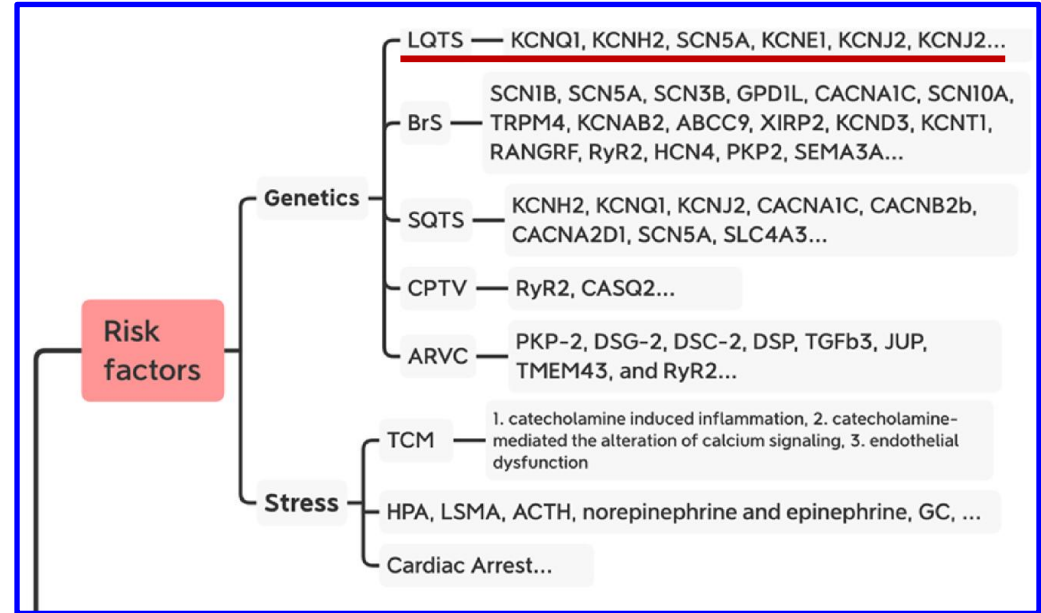 LQTS
KCNQ1, KCNH2, SCN5A, KCNE1, KCNJ2, KCNJ2...
BrS
SCN1B, SCN5A, SCN3B, GPD1L, CACNA1C, SCN10A,
TRPM4, KCNAB2, ABCC9, XIRP2, KCND3, KCNT1,
RANGRF, RyR2, HCN4, PKP2, SEMA3A...
Genetics
SQTS
KCNH2, KCNQ1, KCNJ2, CACNA1C, CACNB2b,
CACNA2D1, SCN5A, SLC4A3...
CPTV
RyR2, CASQ2...
Risk
factors
ARVC
PKP-2, DSG-2, DSC-2, DSP, TGFb3, JUP,
TMEM43, and RyR2...
TCM
1. catecholamine induced inflammation, 2. catecholamine-
mediated the alteration of calcium signaling, 3. endothelial
dysfunction
Stress
HPA, LSMA, ACTH, norepinephrine and epinephrine, GC, ...
Cardiac Arrest...